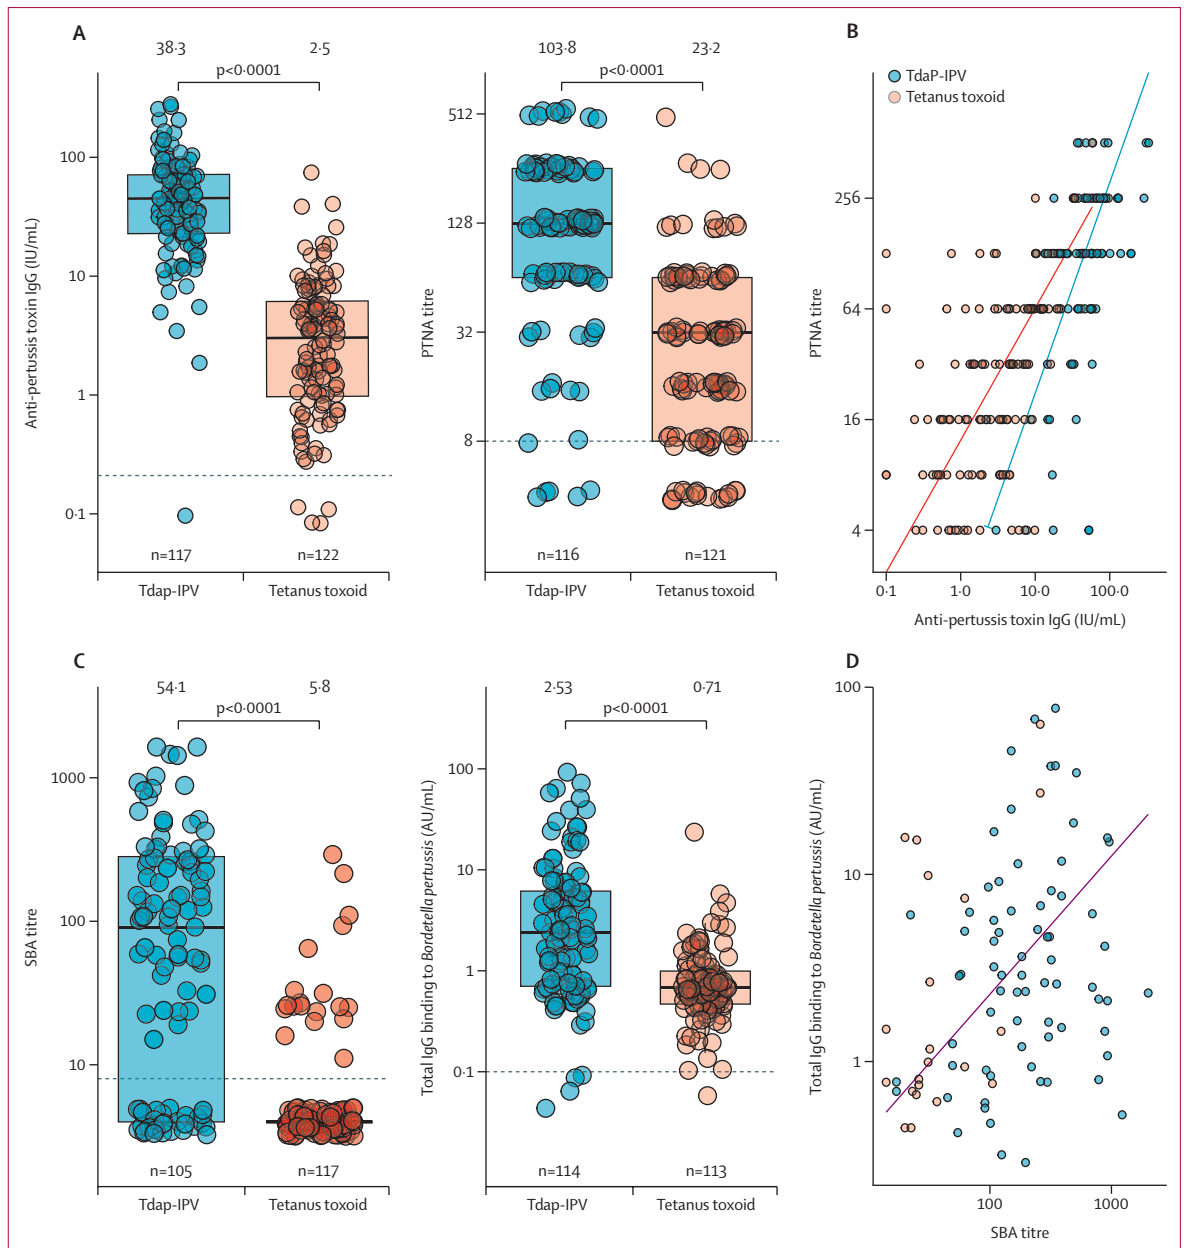 A
38·3
2·5
p<0·0001
100
10
1
0·1
Anti-pertussis toxin IgG (IU/mL)
n=117
n=122
Tdap-IPV
Tetanus toxoid
103·8
23·2
p<0·0001
512
128
32
8
PTNA titre
n=116
n=121
Tdap-IPV
Tetanus toxoid
B
TdaP-IPV
Tetanus toxoid
256
64
16
4
PTNA titre
0·1
1·0
10·0
100·0
Anti-pertussis toxin IgG (IU/mL)
C
54·1
5·8
p<0·0001
1000
100
10
SBA titre
n=105
n=117
Tdap-IPV
Tetanus toxoid
2·53
0·71
p<0·0001
100
10
1
0·1
Total IgG binding to Bordetella pertussis (AU/mL)
n=114
n=113
Tdap-IPV
Tetanus toxoid
D
100
10
1
Total IgG binding to Bordetella pertussis (AU/mL)
100
1000
SBA titre